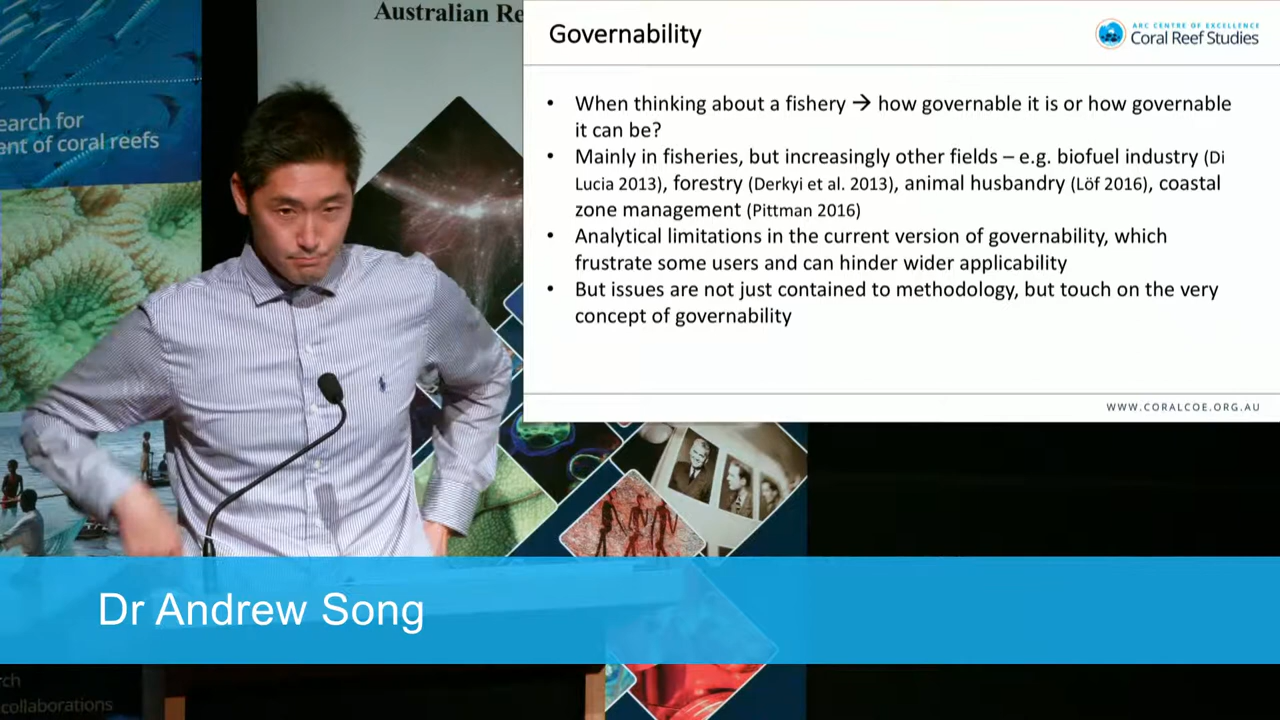 Australian Re
earch for
ent of coral reefs
Governability
ARC CENTRE OF EXCELLENCE
Coral Reef Studies
• When thinking about a fishery → how governable it is or how governable
it can be?
• Mainly in fisheries, but increasingly other fields – e.g. biofuel industry (Di
Lucia 2013), forestry (Derkyi et al. 2013), animal husbandry (Löf 2016), coastal
zone management (Pittman 2016)
• Analytical limitations in the current version of governability, which
frustrate some users and can hinder wider applicability
• But issues are not just contained to methodology, but touch on the very
concept of governability
WWW.CORALCOE.ORG.AU
Dr Andrew Song
rch
collaborations